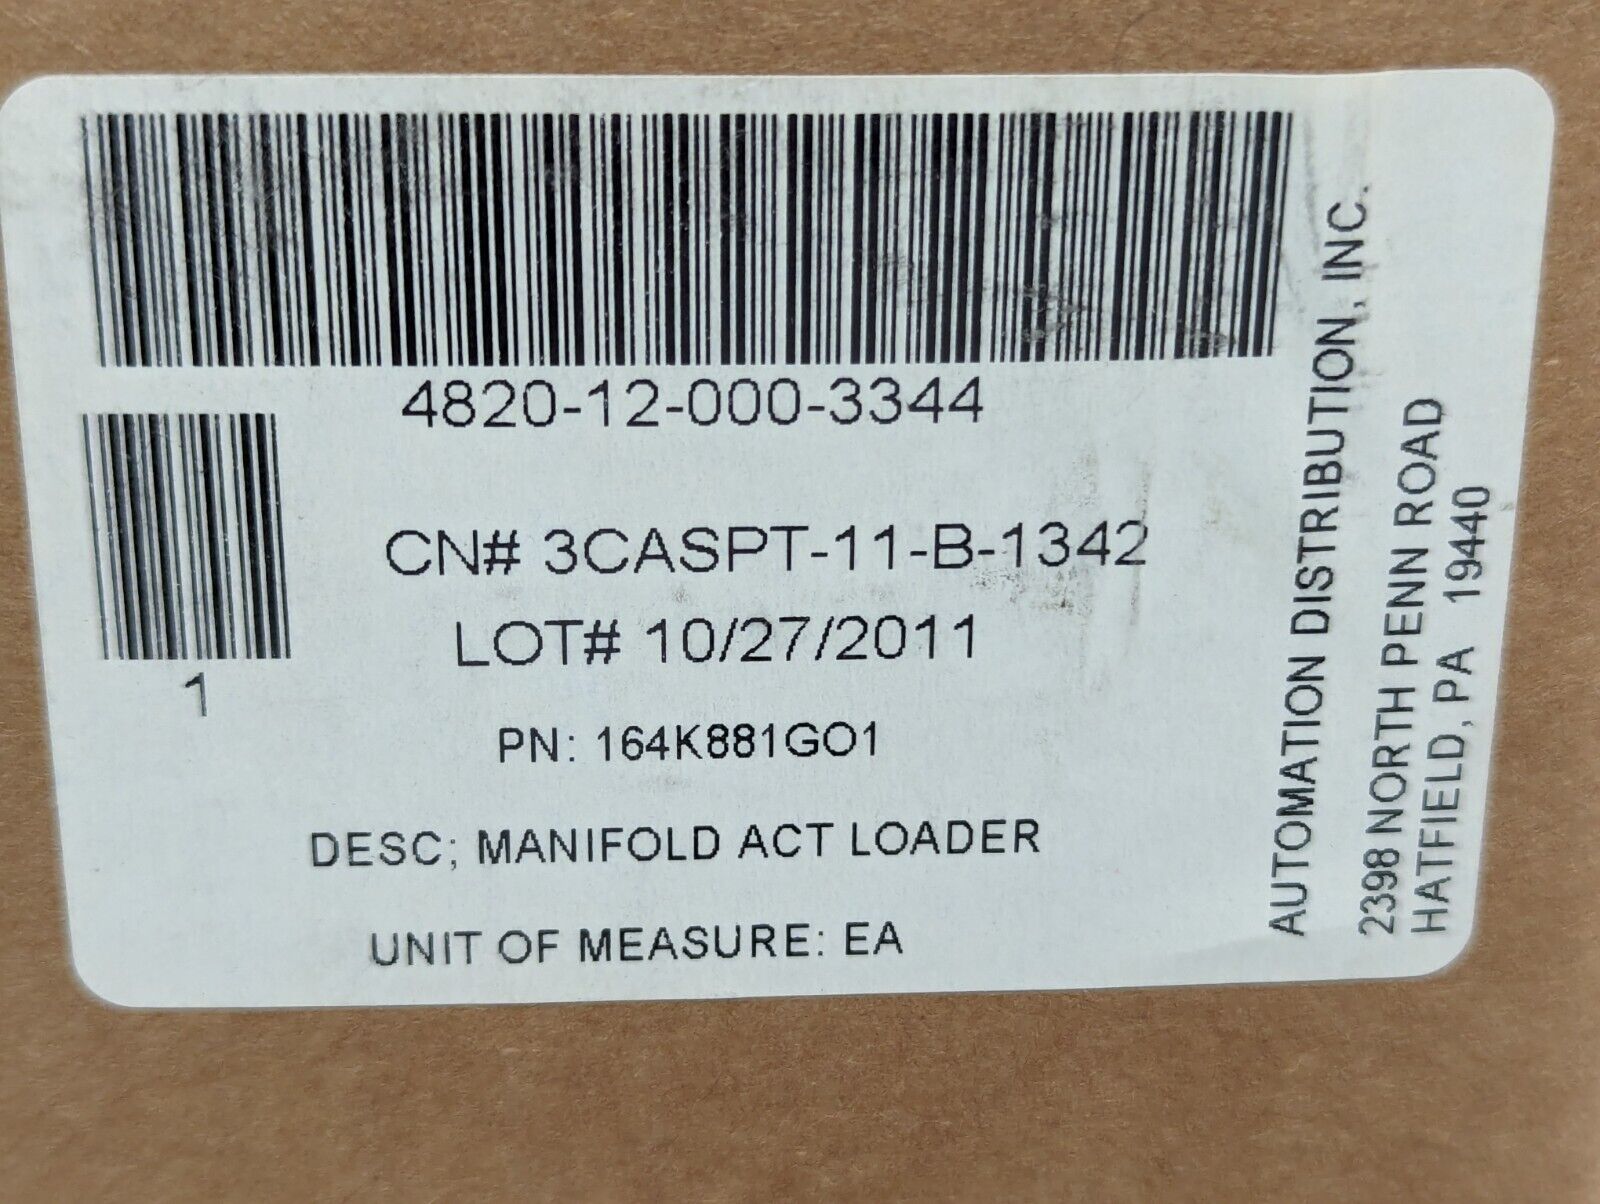 4820-12-000-3344
CN# 3CASPT-11-B-1342
LOT# 10/27/2011
1
PN: 164K881GO1
DESC; MANIFOLD ACT LOADER
UNIT OF MEASURE: EA
AUTOMATION DISTRIBUTION, INC.
2398 NORTH PENN ROAD
HATFIELD, PA 19440